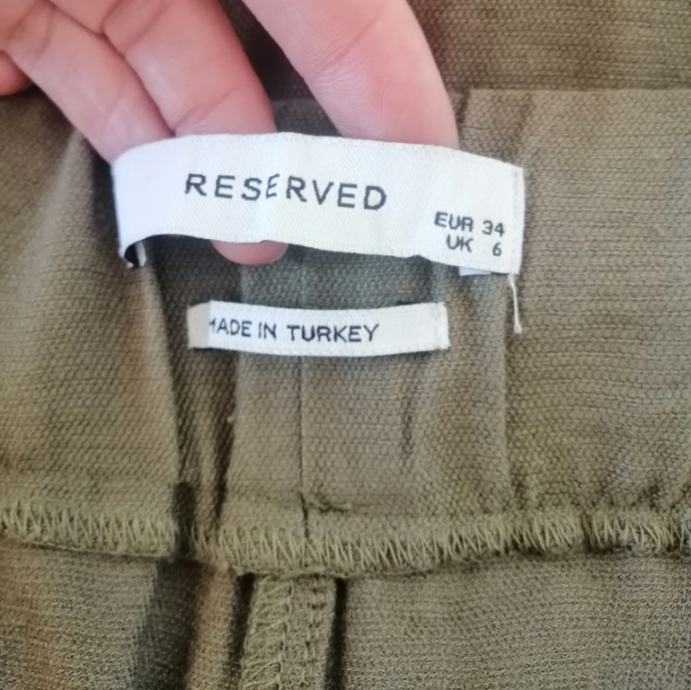 RESERVED
EUR 34
UK 6
MADE IN TURKEY